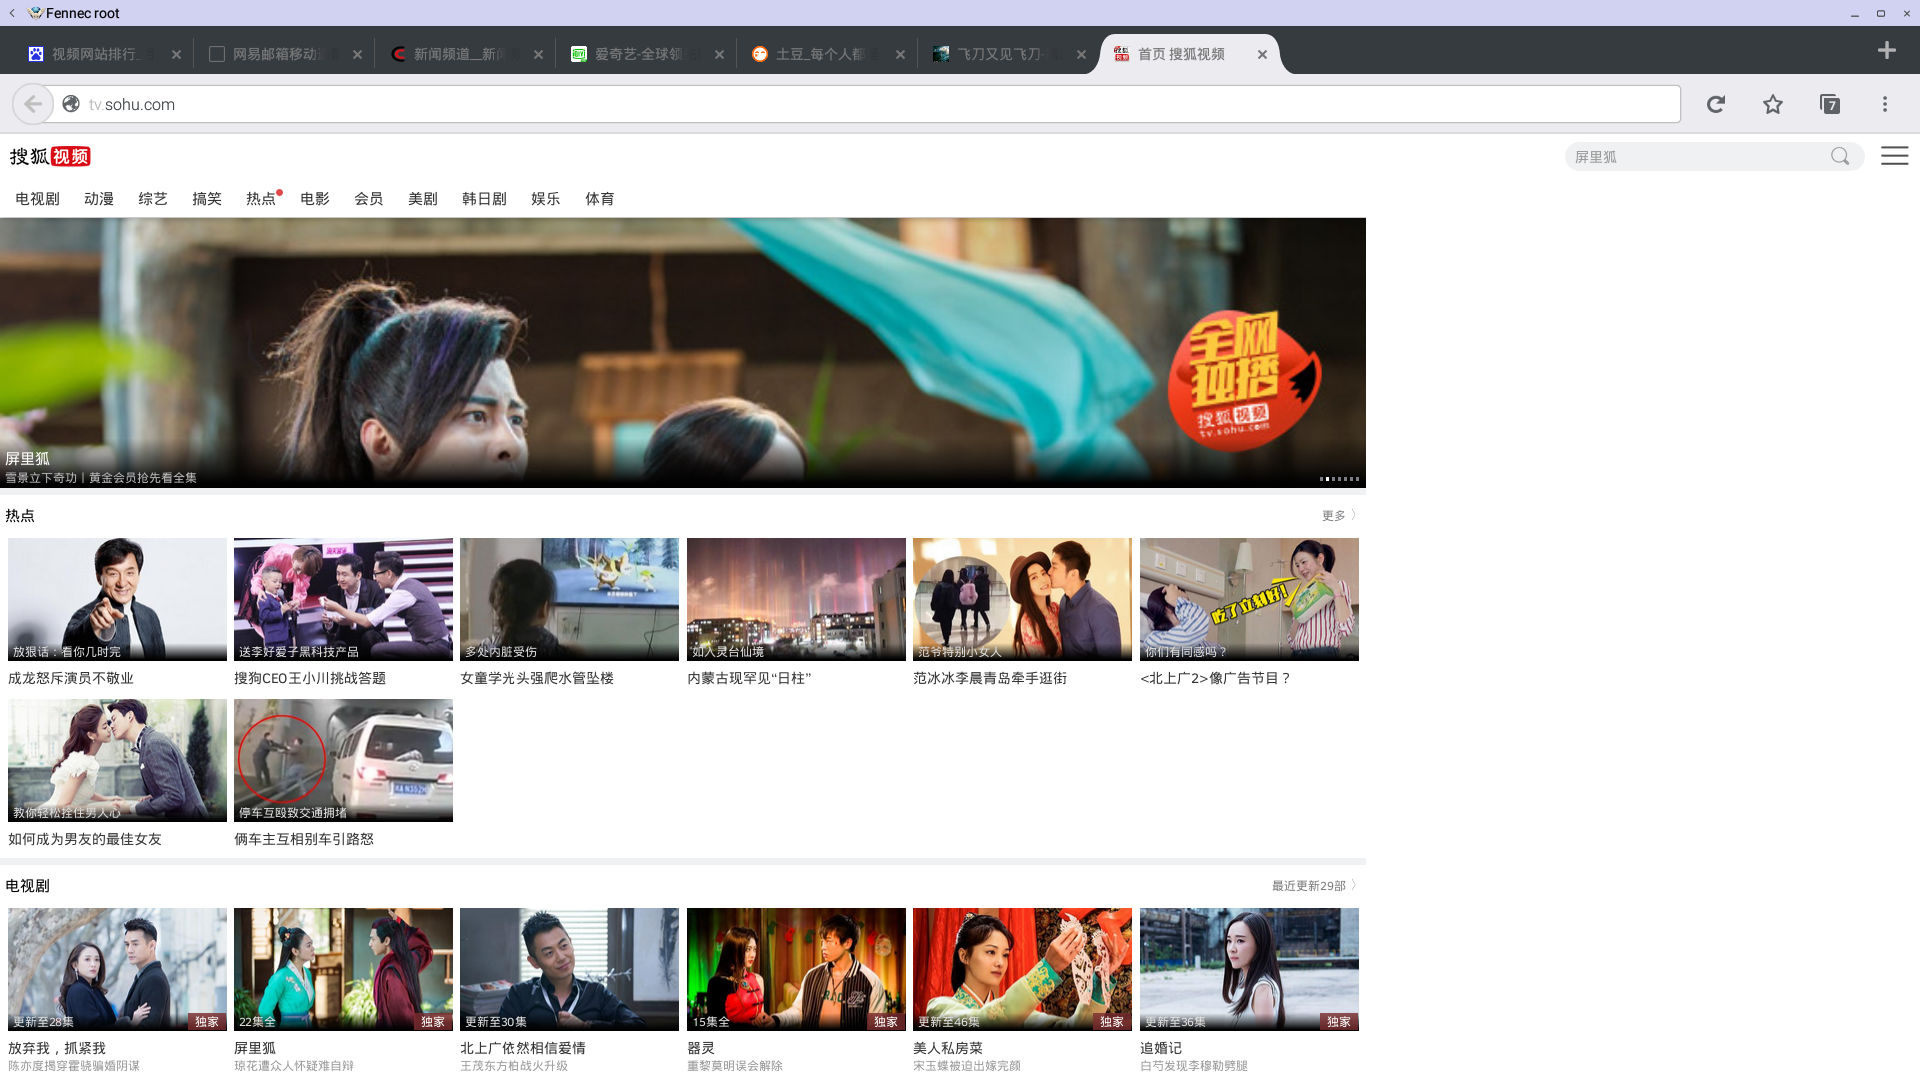 Fennec root
视频网站排行_
网易邮箱移动
新闻频道__新闻
爱奇艺-全球领
土豆_每个人都
飞刀又见飞刀-
首页 搜狐视频
tv.sohu.com
7
搜狐视频
屏里狐
电视剧 动漫 综艺 搞笑 热点 电影 会员 美剧 韩日剧 娱乐 体育
全网
独播
搜狐视频
tv.sohu.com
屏里狐
雪景立下奇功丨黄金会员抢先看全集
热点
更多
放狠话：看你几时完
送李好爱子黑科技产品
多处内脏受伤
如入灵台仙境
范爷特别小女人
吃了立刻好!
你们有同感吗？
成龙怒斥演员不敬业
搜狗CEO王小川挑战答题
女童学光头强爬水管坠楼
内蒙古现罕见“日柱”
范冰冰李晨青岛牵手逛街
<北上广2>像广告节目？
教你轻松拴住男人心
停车互殴致交通拥堵
如何成为男友的最佳女友
俩车主互相别车引路怒
电视剧
最近更新29部
更新至28集 独家
22集全 独家
更新至30集
15集全 独家
更新至46集 独家
更新至36集 独家
放弃我，抓紧我
屏里狐
北上广依然相信爱情
器灵
美人私房菜
追婚记
陈亦度揭穿霍骁骗婚阴谋
琼花遭众人怀疑难自辩
王茂东方柏战火升级
重黎莫明误会解除
宋玉蝶被迫出嫁完颜
白芍发现李穆勒劈腿